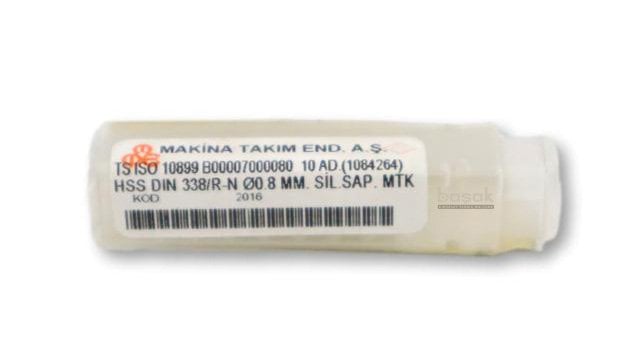 MAKİNA TAKIM END. A.Ş.
TS ISO 10899 B00007000080 10 AD.(1084264)
HSS DIN 338/R-N Ø0.8 MM. SİL.SAP. MTK
KOD 2016
başak